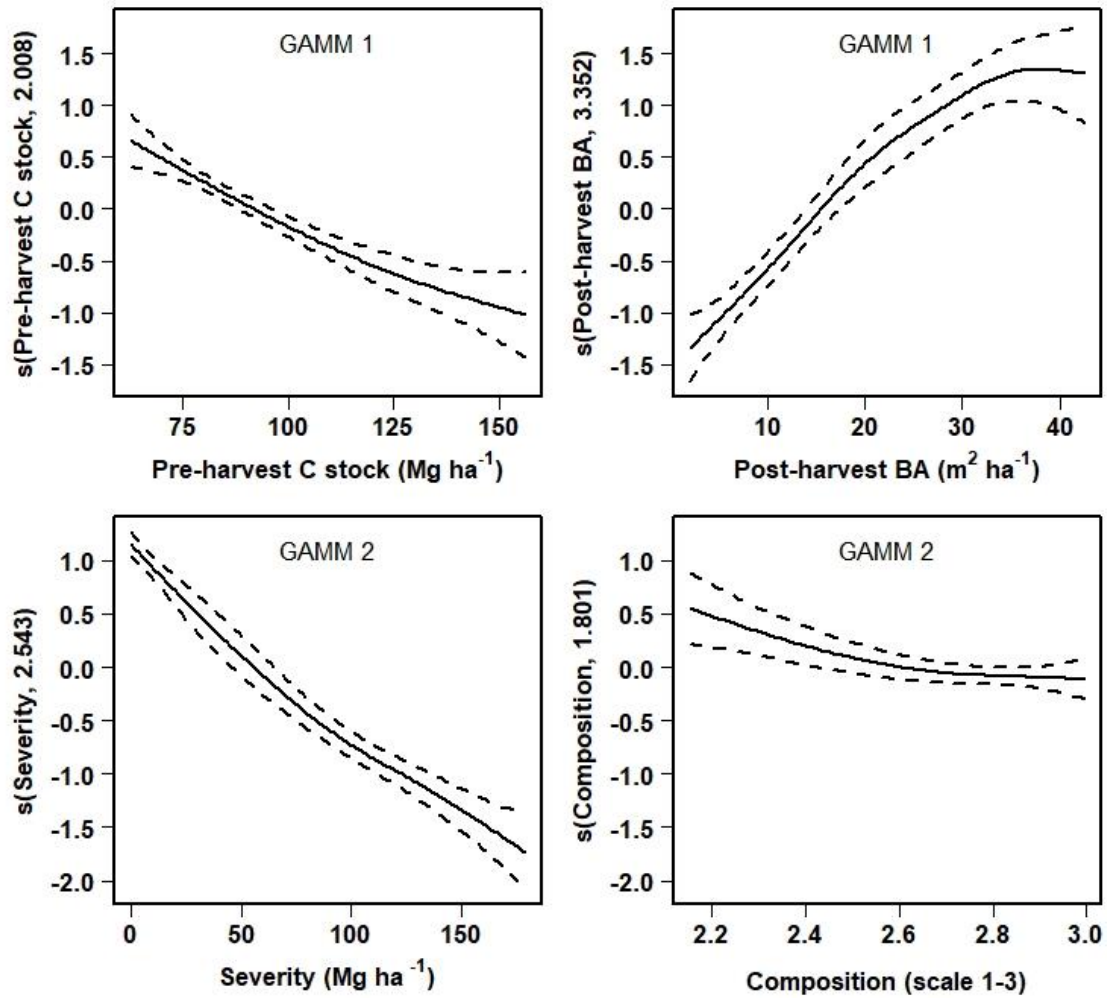 GAMM 1
s(Pre-harvest C stock, 2.008)
1.5
1.0
0.5
0.0
-0.5
-1.0
-1.5
75 100 125 150
Pre-harvest C stock (Mg ha⁻¹)
GAMM 1
s(Post-harvest BA, 3.352)
1.5
1.0
0.5
0.0
-0.5
-1.0
-1.5
10 20 30 40
Post-harvest BA (m² ha⁻¹)
GAMM 2
s(Severity, 2.543)
1.0
0.5
0.0
-0.5
-1.0
-1.5
-2.0
0 50 100 150
Severity (Mg ha ⁻¹)
GAMM 2
s(Composition, 1.801)
1.0
0.5
0.0
-0.5
-1.0
-1.5
-2.0
2.2 2.4 2.6 2.8 3.0
Composition (scale 1-3)